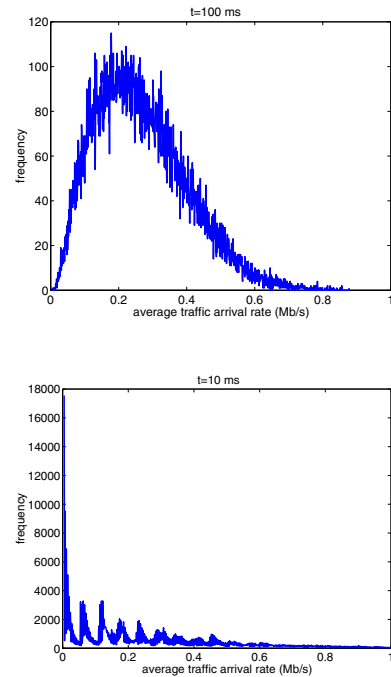 t=100 ms
120
100
80
60
40
20
0
frequency
0 0.2 0.4 0.6 0.8 1
average traffic arrival rate (Mb/s)
t=10 ms
18000
16000
14000
12000
10000
8000
6000
4000
2000
0
frequency
0 0.2 0.4 0.6 0.8 1
average traffic arrival rate (Mb/s)